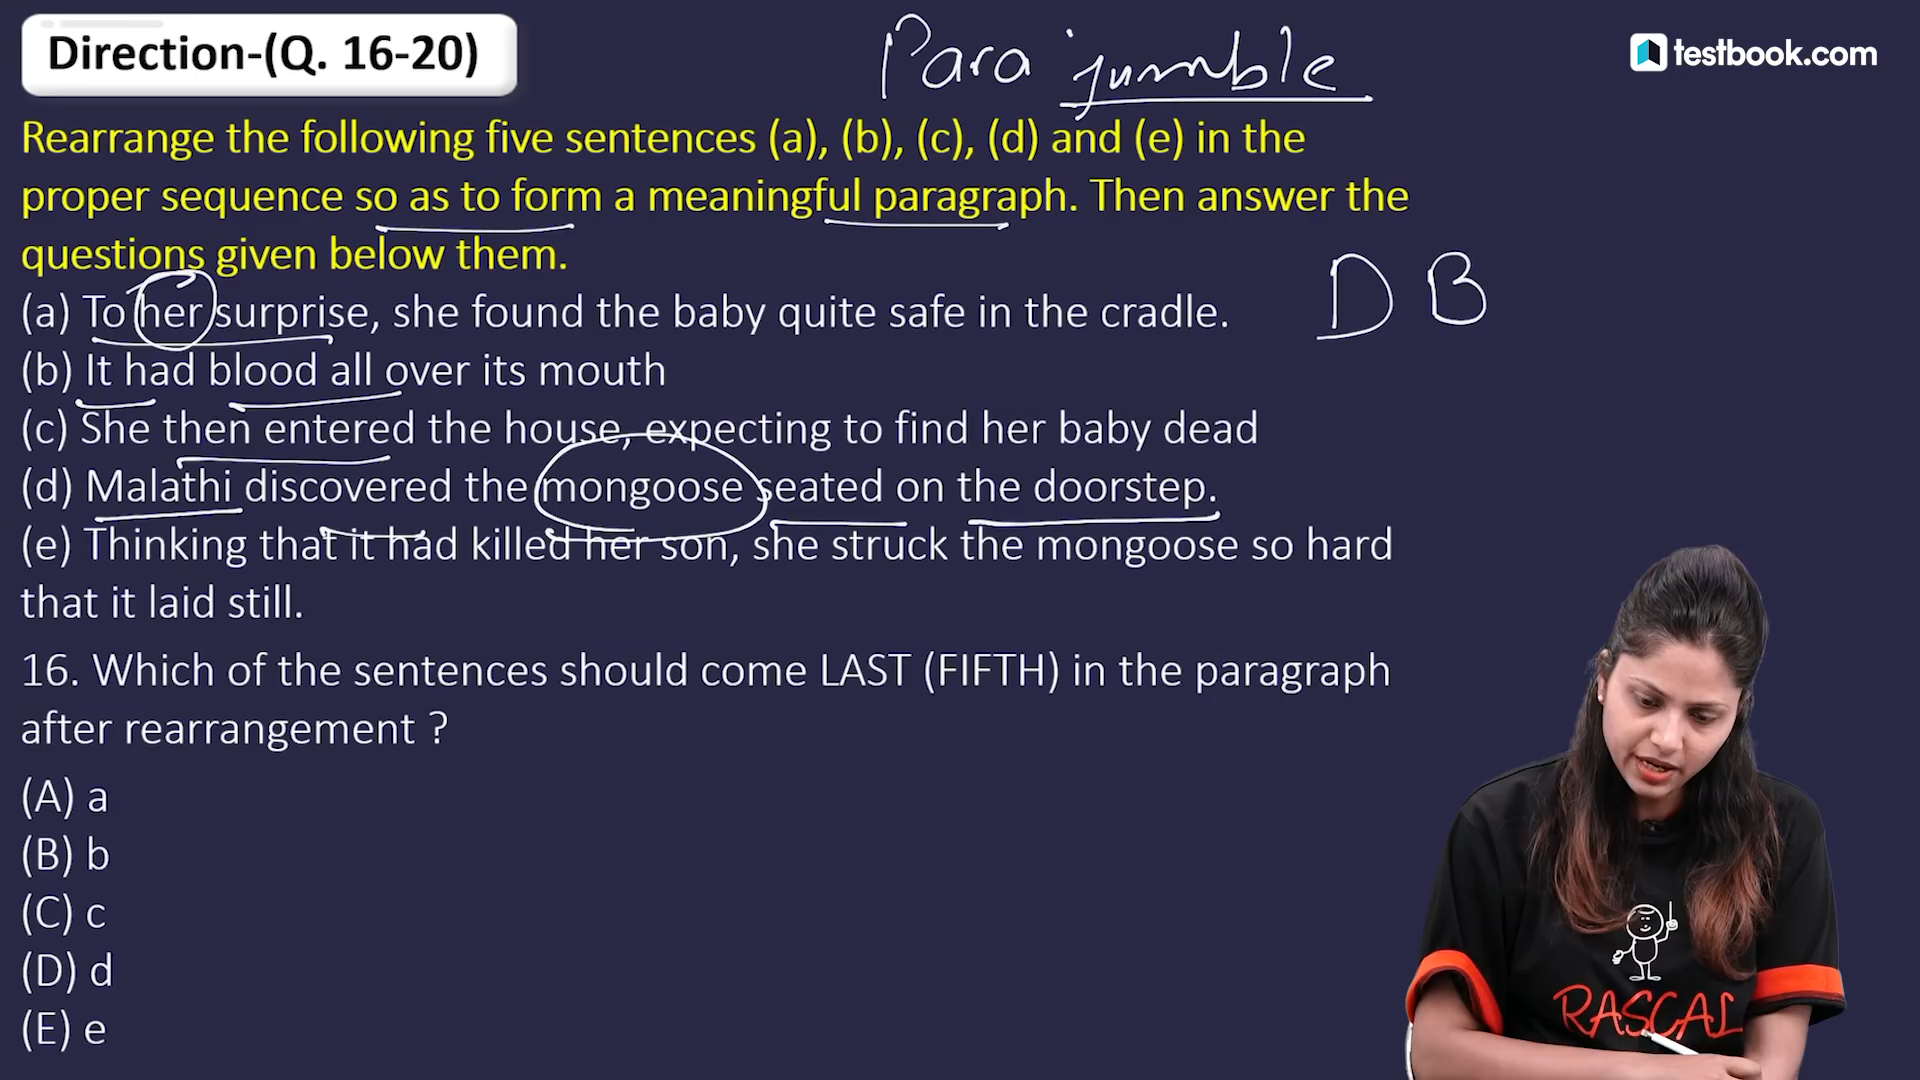 Direction-(Q. 16-20)
Para jumble
testbook.com
Rearrange the following five sentences (a), (b), (c), (d) and (e) in the
proper sequence so as to form a meaningful paragraph. Then answer the
questions given below them.
(a) To her surprise, she found the baby quite safe in the cradle.
D B
(b) It had blood all over its mouth
(c) She then entered the house, expecting to find her baby dead
(d) Malathi discovered the mongoose seated on the doorstep.
(e) Thinking that it had killed her son, she struck the mongoose so hard
that it laid still.
16. Which of the sentences should come LAST (FIFTH) in the paragraph
after rearrangement ?
(A) a
(B) b
(C) c
(D) d
(E) e
RASCAL